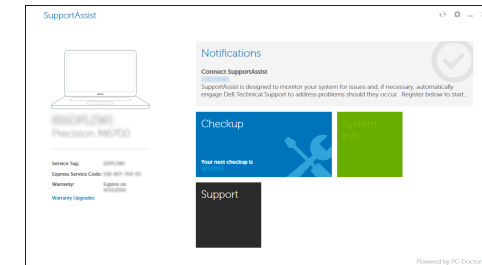 SupportAssist
Notifications
Connect SupportAssist
SupportAssist is designed to monitor your system for issues and, if necessary, automatically
engage Dell Technical Support to address problems should they occur. Register below to start...
Precision M6700
Checkup
Your next checkup is
System
Info
Service Tag:
Express Service Code:
Warranty: Expires on
Warranty Upgrades
Support
Powered by PC-Doctor